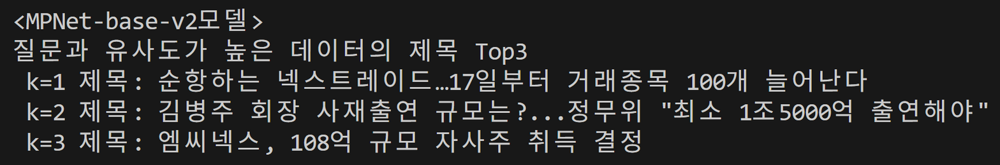 <MPNet-base-v2모델>
질문과 유사도가 높은 데이터의 제목 Top3
k=1 제목: 순항하는 넥스트레이드…17일부터 거래종목 100개 늘어난다
k=2 제목: 김병주 회장 사재출연 규모는?...정무위 "최소 1조5000억 출연해야"
k=3 제목: 엠씨넥스, 108억 규모 자사주 취득 결정